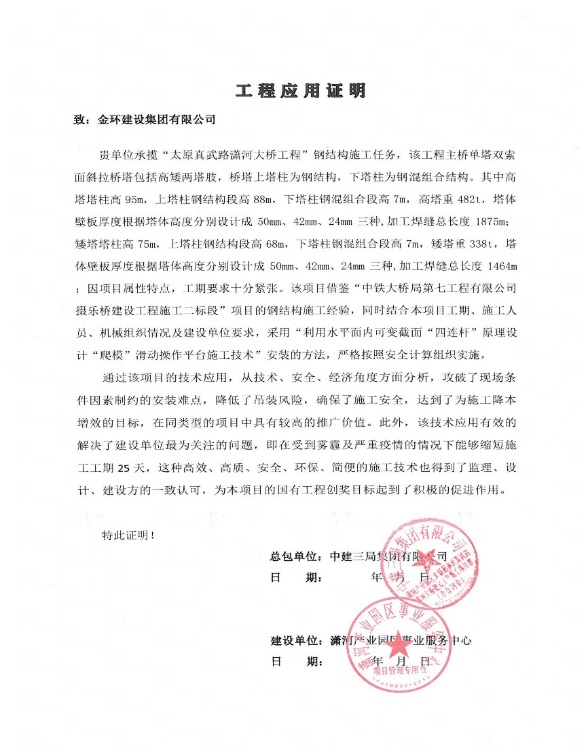 工程应用证明
致：金环建设集团有限公司
贵单位承揽“太原真武路潇河大桥工程”钢结构施工任务，该工程主桥单塔双索
面斜拉桥塔包括高矮两塔肢，桥塔上塔柱为钢结构，下塔柱为钢混组合结构。其中高
塔塔柱高 95m，上塔柱钢结构段高 88m，下塔柱钢混组合段高 7m，高塔重 482t，塔体
壁板厚度根据塔体高度分别设计成 50mm、42mm、24mm 三种,加工焊缝总长度 1875m；
矮塔塔柱高 75m，上塔柱钢结构段高 68m，下塔柱钢混组合段高 7m，矮塔重 338t，塔
体壁板厚度根据塔体高度分别设计成 50mm、42mm、24mm 三种,加工焊缝总长度 1464m
；因项目属性特点，工期要求十分紧张。该项目借鉴“中铁大桥局第七工程有限公司
摄乐桥建设工程施工二标段”项目的钢结构施工经验，同时结合本项目工期、施工人
员、机械组织情况及建设单位要求，采用“利用水平面内可变截面“四连杆”原理设
计“爬模”滑动操作平台施工技术”安装的方法，严格按照安全计算组织实施。
通过该项目的技术应用，从技术、安全、经济角度方面分析，攻破了现场条
件因素制约的安装难点，降低了吊装风险，确保了施工安全，达到了为施工降本
增效的目标，在同类型的项目中具有较高的推广价值。此外，该技术应用有效的
解决了建设单位最为关注的问题，即在受到雾霾及严重疫情的情况下能够缩短施
工工期 25 天，这种高效、高质、安全、环保、简便的施工技术也得到了监理、设
计、建设方的一致认可，为本项目的国有工程创奖目标起到了积极的促进作用。
特此证明！
总包单位：中建三局集团有限公司
日 期： 年 月 日
建设单位：潇河产业园区事业服务中心
日 期： 年 月 日
项目管理专用章